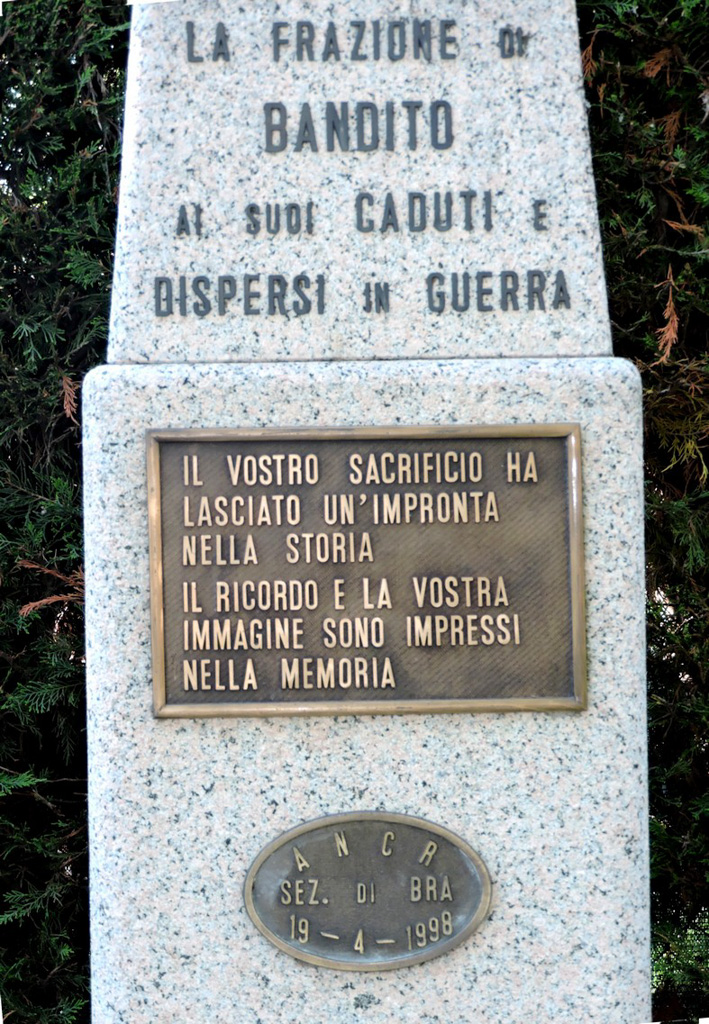 LA FRAZIONE DI
BANDITO
AI SUOI CADUTI E
DISPERSI IN GUERRA
IL VOSTRO SACRIFICIO HA
LASCIATO UN'IMPRONTA
NELLA STORIA
IL RICORDO E LA VOSTRA
IMMAGINE SONO IMPRESSI
NELLA MEMORIA
ANCR
SEZ. DI BRA
19-4-1998